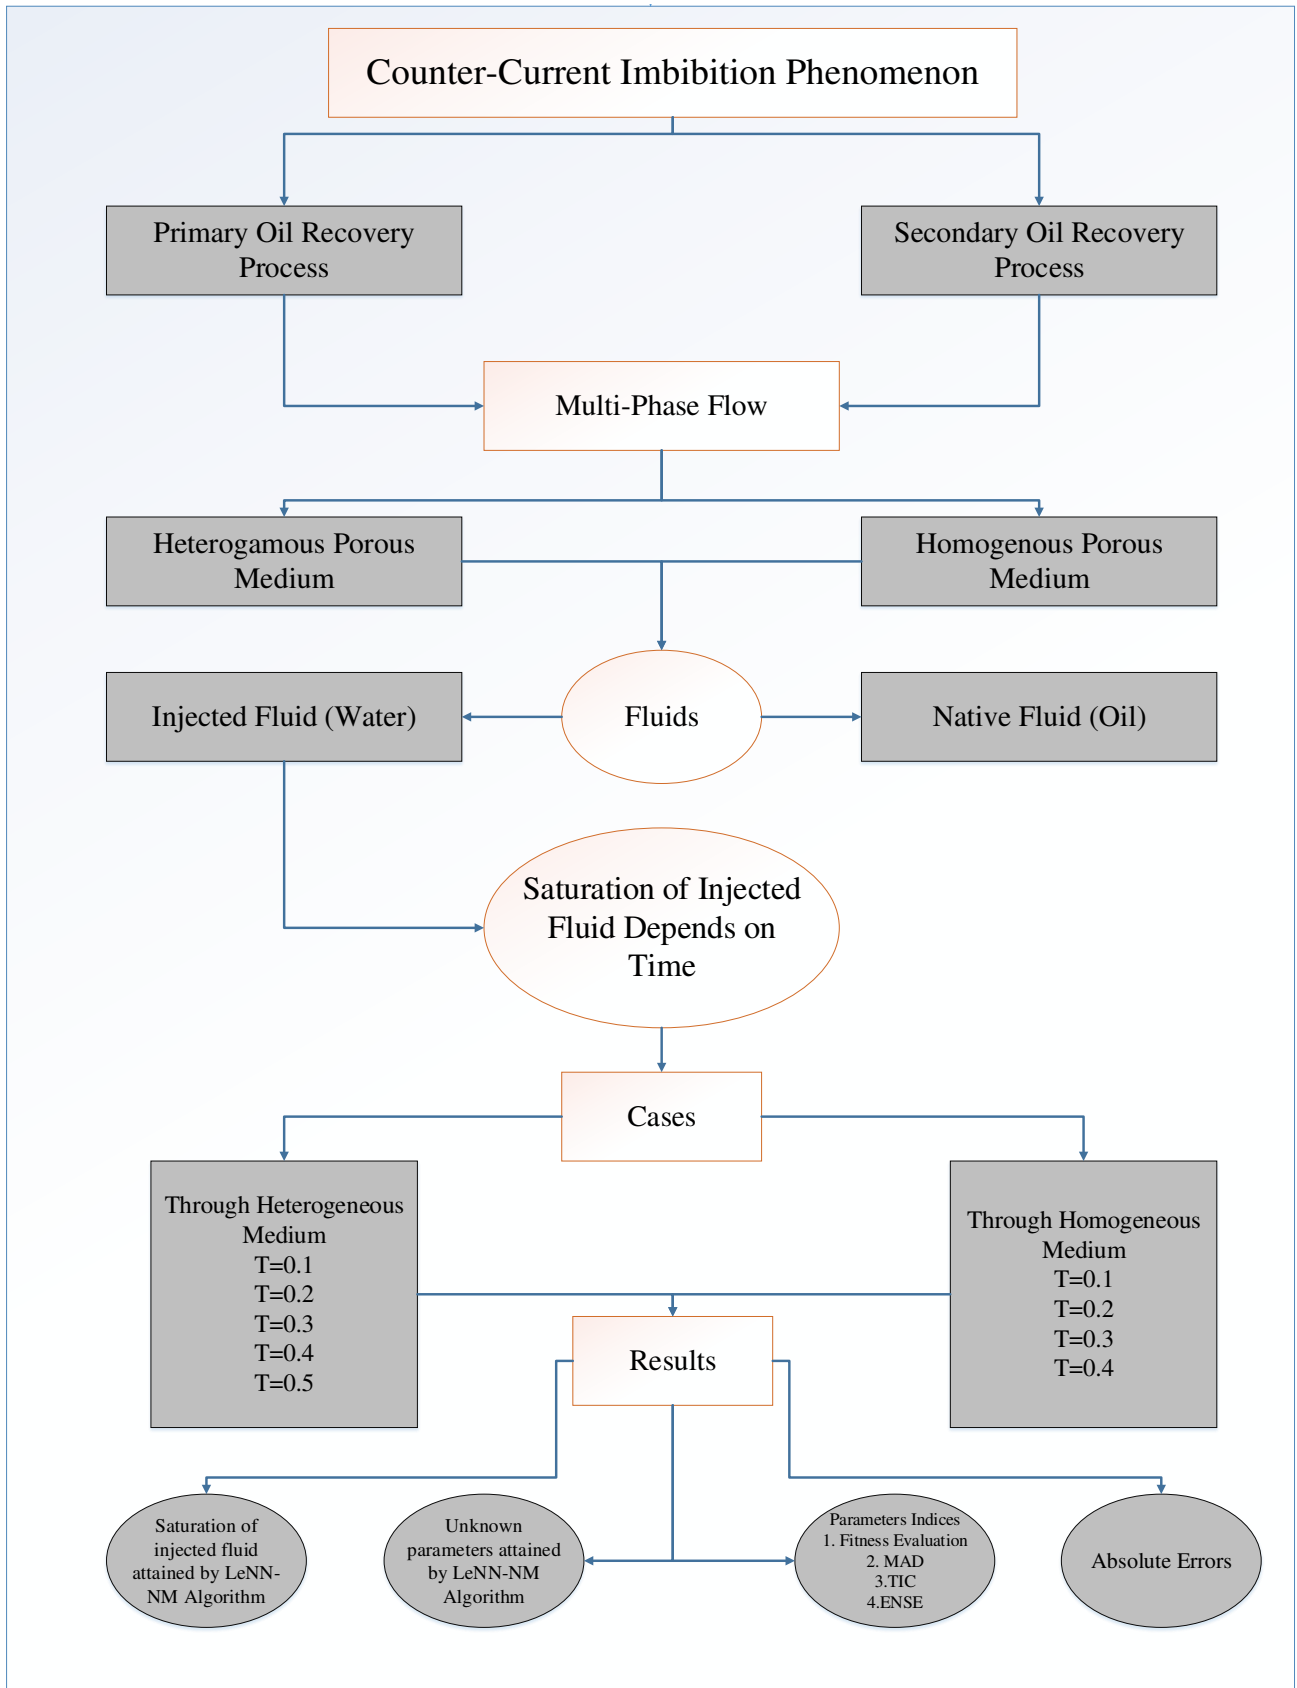 Counter-Current Imbibition Phenomenon
Primary Oil Recovery
Process
Secondary Oil Recovery
Process
Multi-Phase Flow
Heterogamous Porous
Medium
Homogenous Porous
Medium
Injected Fluid (Water)
Fluids
Native Fluid (Oil)
Saturation of Injected
Fluid Depends on
Time
Cases
Through Heterogeneous
Medium
T=0.1
T=0.2
T=0.3
T=0.4
T=0.5
Through Homogeneous
Medium
T=0.1
T=0.2
T=0.3
T=0.4
Results
Saturation of
injected fluid
attained by LeNN-
NM Algorithm
Unknown
parameters attained
by LeNN-NM
Algorithm
Parameters Indices
1. Fitness Evaluation
2. MAD
3.TIC
4.ENSE
Absolute Errors